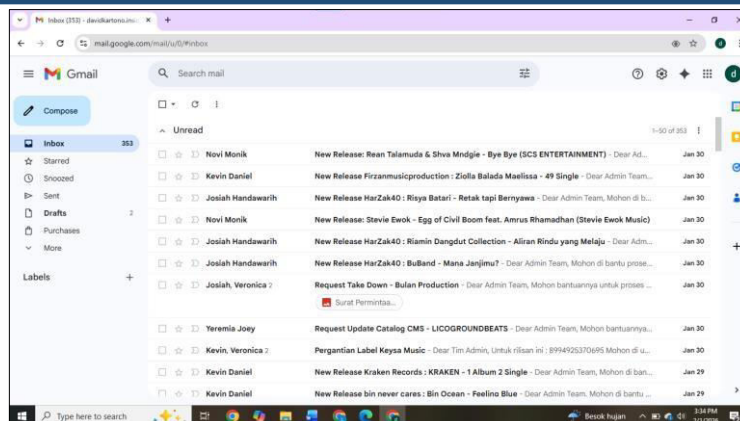 Inbox (353) - davidkartono.ims
mail.google.com/mail/u/0/#inbox
Gmail
Search mail
d
Compose
Unread
1–50 of 353
Inbox 353
Starred
Snoozed
Sent
Drafts 2
Purchases
More
Labels
Novi Monik New Release: Rean Talamuda & Shva Mndgie - Bye Bye (SCS ENTERTAINMENT) - Dear Ad... Jan 30
Kevin Daniel New Release Firzanmusicproduction : Ziolla Balada Maelissa - 49 Single - Dear Admin Team... Jan 30
Josiah Handawarih New Release HarZak40 : Risya Batari - Retak tapi Bernyawa - Dear Admin Team, Mohon di b... Jan 30
Novi Monik New Release: Stevie Ewok - Egg of Civil Boom feat. Amrus Rhamadhan (Stevie Ewok Music) Jan 30
Josiah Handawarih New Release HarZak40 : Riamin Dangdut Collection - Aliran Rindu yang Melaju - Dear Adm... Jan 30
Josiah Handawarih New Release HarZak40 : BuBand - Mana Janjimu? - Dear Admin Team, Mohon di bantu prose... Jan 30
Josiah, Veronica 2 Request Take Down - Bulan Production - Dear Admin Team, Mohon bantuannya untuk proses ... Jan 30
Surat Permintaa...
Yeremia Joey Request Update Catalog CMS - LICOGROUNDBEATS - Dear Admin Team, Mohon bantuannya... Jan 30
Kevin, Veronica 2 Pergantian Label Keysa Music - Dear Tim Admin, Untuk rilisan ini : 8994925370695 Mohon di u... Jan 30
Kevin Daniel New Release Kraken Records : KRAKEN - 1 Album 2 Single - Dear Admin Team, Mohon di ban... Jan 29
Kevin Daniel New Release bin never cares : Bin Ocean - Feeling Blue - Dear Admin Team, Mohon di bantu ... Jan 29
Type here to search
Besok hujan
3:34 PM